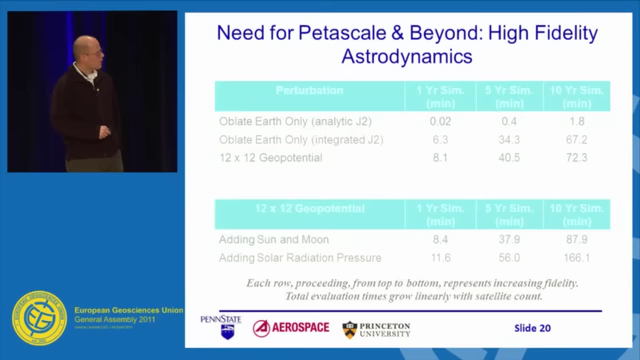 Need for Petascale & Beyond: High Fidelity
Astrodynamics
Perturbation 1 Yr Sim. (min) 5 Yr Sim. (min) 10 Yr Sim. (min)
Oblate Earth Only (analytic J2) 0.02 0.4 1.8
Oblate Earth Only (integrated J2) 6.3 34.3 67.2
12 x 12 Geopotential 8.1 40.5 72.3
12 x 12 Geopotential 1 Yr Sim. (min) 5 Yr Sim. (min) 10 Yr Sim. (min)
Adding Sun and Moon 8.4 37.9 87.9
Adding Solar Radiation Pressure 11.6 56.0 166.1
Each row, proceeding, from top to bottom, represents increasing fidelity.
Total evaluation times grow linearly with satellite count.
European Geosciences Union
General Assembly 2011
PENNSTATE
AEROSPACE
PRINCETON
UNIVERSITY
Slide 20